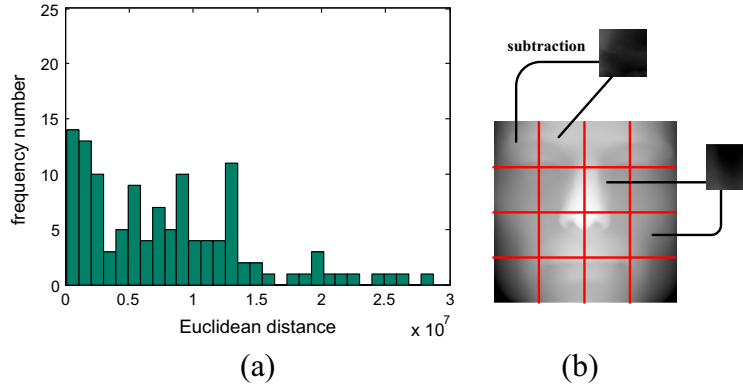 25
20
15
10
5
0
frequency number
0 0.5 1 1.5 2 2.5 3
x 10^7
Euclidean distance
(a)
subtraction
(b)